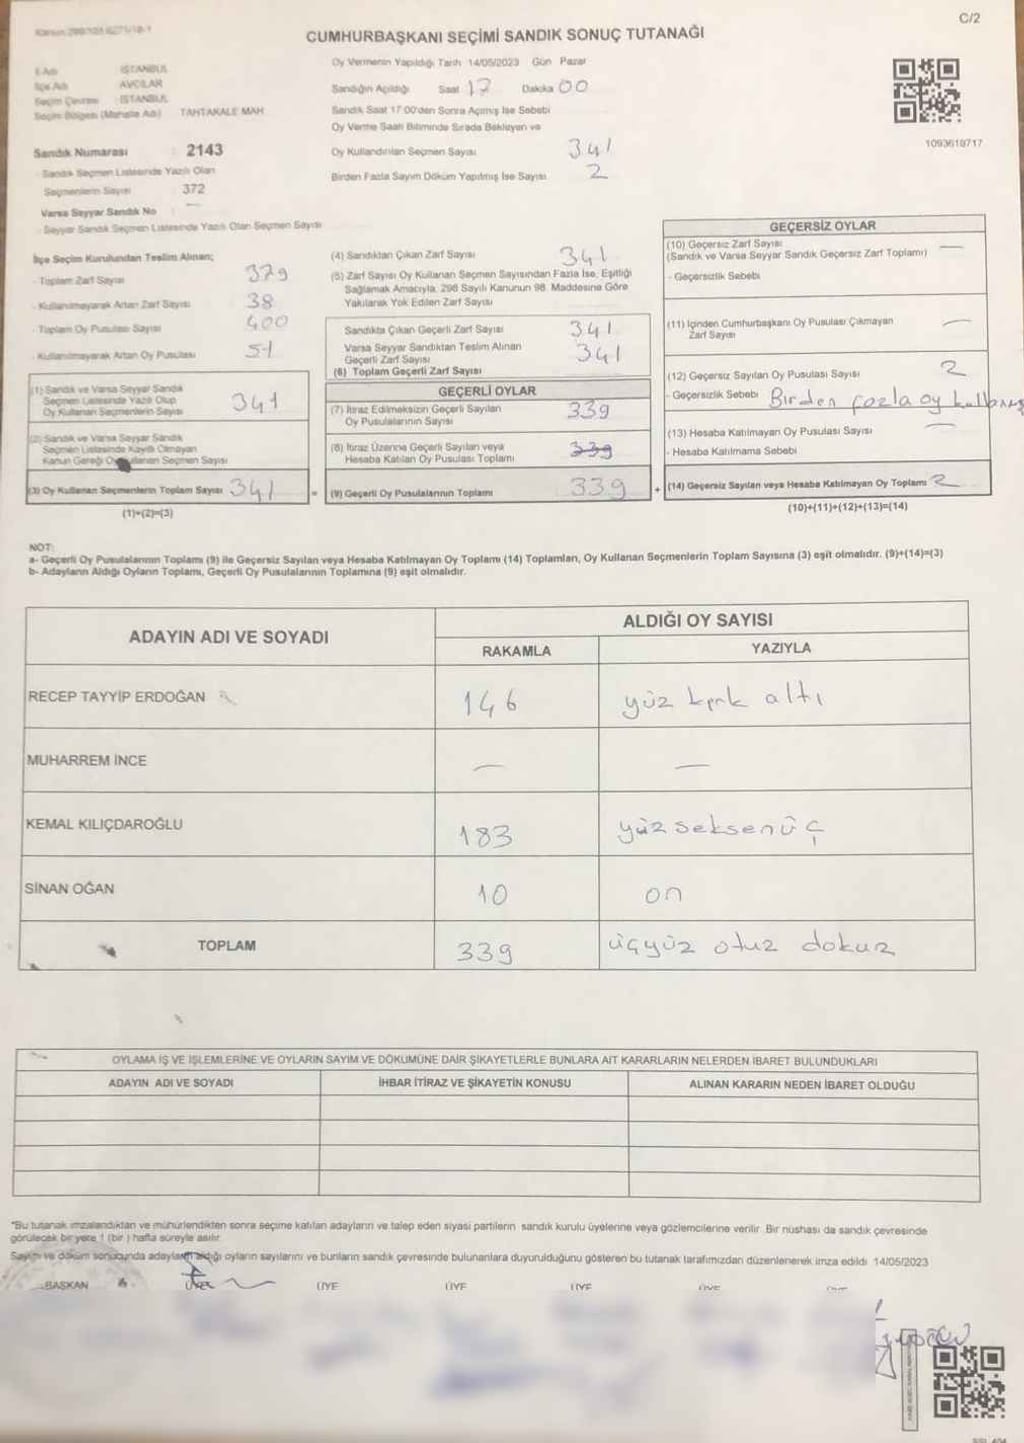 C/2
CUMHURBAŞKANI SEÇİMİ SANDIK SONUÇ TUTANAĞI
İli Adı İSTANBUL
İlçe Adı AVCILAR
Seçim Çevresi İSTANBUL
Seçim Bölgesi (Mahalle Adı) TAHTAKALE MAH
Sandık Numarası : 2143
Sandık Seçmen Listesinde Yazılı Olan
Seçmenlerin Sayısı : 372
Varsa Seyyar Sandık No : —
Seyyar Sandık Seçmen Listesinde Yazılı Olan Seçmen Sayısı
Oy Vermenin Yapıldığı Tarih 14/05/2023 Gün Pazar
Sandığın Açıldığı Saat 17 Dakika 00
Sandık Saat 17:00'den Sonra Açılmış İse Sebebi
Oy Verme Saati Bitiminde Sırada Bekleyen ve
Oy Kullandırılan Seçmen Sayısı 341
Birden Fazla Sayım Döküm Yapılmış İse Sayısı 2
1093610717
İlçe Seçim Kurulundan Teslim Alınan;
- Toplam Zarf Sayısı 379
- Kullanılmayarak Artan Zarf Sayısı 38
- Toplam Oy Pusulası Sayısı 400
- Kullanılmayarak Artan Oy Pusulası 51
(1) Sandık ve Varsa Seyyar Sandık
Seçmen Listesinde Yazılı Olup
Oy Kullanan Seçmenlerin Sayısı 341
(2) Sandık ve Varsa Seyyar Sandık
Seçmen Listesinde Kayıtlı Olmayan
Kanun Gereği Oy Kullanan Seçmen Sayısı
(3) Oy Kullanan Seçmenlerin Toplam Sayısı 341
(1)+(2)=(3)
(4) Sandıktan Çıkan Zarf Sayısı 341
(5) Zarf Sayısı Oy Kullanan Seçmen Sayısından Fazla İse, Eşitliği
Sağlamak Amacıyla, 298 Sayılı Kanunun 98. Maddesine Göre
Yakılarak Yok Edilen Zarf Sayısı
Sandıkta Çıkan Geçerli Zarf Sayısı 341
Varsa Seyyar Sandıktan Teslim Alınan
Geçerli Zarf Sayısı 341
(6) Toplam Geçerli Zarf Sayısı
GEÇERLİ OYLAR
(7) İtiraz Edilmeksizin Geçerli Sayılan
Oy Pusulalarının Sayısı 339
(8) İtiraz Üzerine Geçerli Sayılan veya
Hesaba Katılan Oy Pusulası Toplamı 339
= (9) Geçerli Oy Pusulalarının Toplamı 339
GEÇERSİZ OYLAR
(10) Geçersiz Zarf Sayısı —
(Sandık ve Varsa Seyyar Sandık Geçersiz Zarf Toplamı)
- Geçersizlik Sebebi
(11) İçinden Cumhurbaşkanı Oy Pusulası Çıkmayan —
Zarf Sayısı
(12) Geçersiz Sayılan Oy Pusulası Sayısı 2
- Geçersizlik Sebebi Birden fazla oy
(13) Hesaba Katılmayan Oy Pusulası Sayısı —
- Hesaba Katılmama Sebebi
+ (14) Geçersiz Sayılan veya Hesaba Katılmayan Oy Toplamı 2
(10)+(11)+(12)+(13)=(14)
NOT:
a- Geçerli Oy Pusulalarının Toplamı (9) ile Geçersiz Sayılan veya Hesaba Katılmayan Oy Toplamı (14) Toplamları, Oy Kullanan Seçmenlerin Toplam Sayısına (3) eşit olmalıdır. (9)+(14)=(3)
b- Adayların Aldığı Oyların Toplamı, Geçerli Oy Pusulalarının Toplamına (9) eşit olmalıdır.
ADAYIN ADI VE SOYADI ALDIĞI OY SAYISI
RAKAMLA YAZIYLA
RECEP TAYYİP ERDOĞAN 146 yüz kırk altı
MUHARREM İNCE — —
KEMAL KILIÇDAROĞLU 183 yüz seksen üç
SİNAN OĞAN 10 on
TOPLAM 339 üçyüz otuz dokuz
OYLAMA İŞ VE İŞLEMLERİNE VE OYLARIN SAYIM VE DÖKÜMÜNE DAİR ŞİKAYETLERLE BUNLARA AİT KARARLARIN NELERDEN İBARET BULUNDUKLARI
ADAYIN ADI VE SOYADI İHBAR İTİRAZ VE ŞİKAYETİN KONUSU ALINAN KARARIN NEDEN İBARET OLDUĞU
"Bu tutanak imzalandıktan ve mühürlendikten sonra seçime katılan adayların ve talep eden siyasi partilerin sandık kurulu üyelerine veya gözlemcilerine verilir. Bir nüshası da sandık çevresinde
görülecek bir yere 1 (bir) hafta süreyle asılır.
Sayım ve döküm sonucunda adayların aldığı oyların sayılarını ve bunların sandık çevresinde bulunanlara duyurulduğunu gösteren bu tutanak tarafımızdan düzenlenerek imza edildi. 14/05/2023
BAŞKAN ÜYE ÜYE ÜYE ÜYE